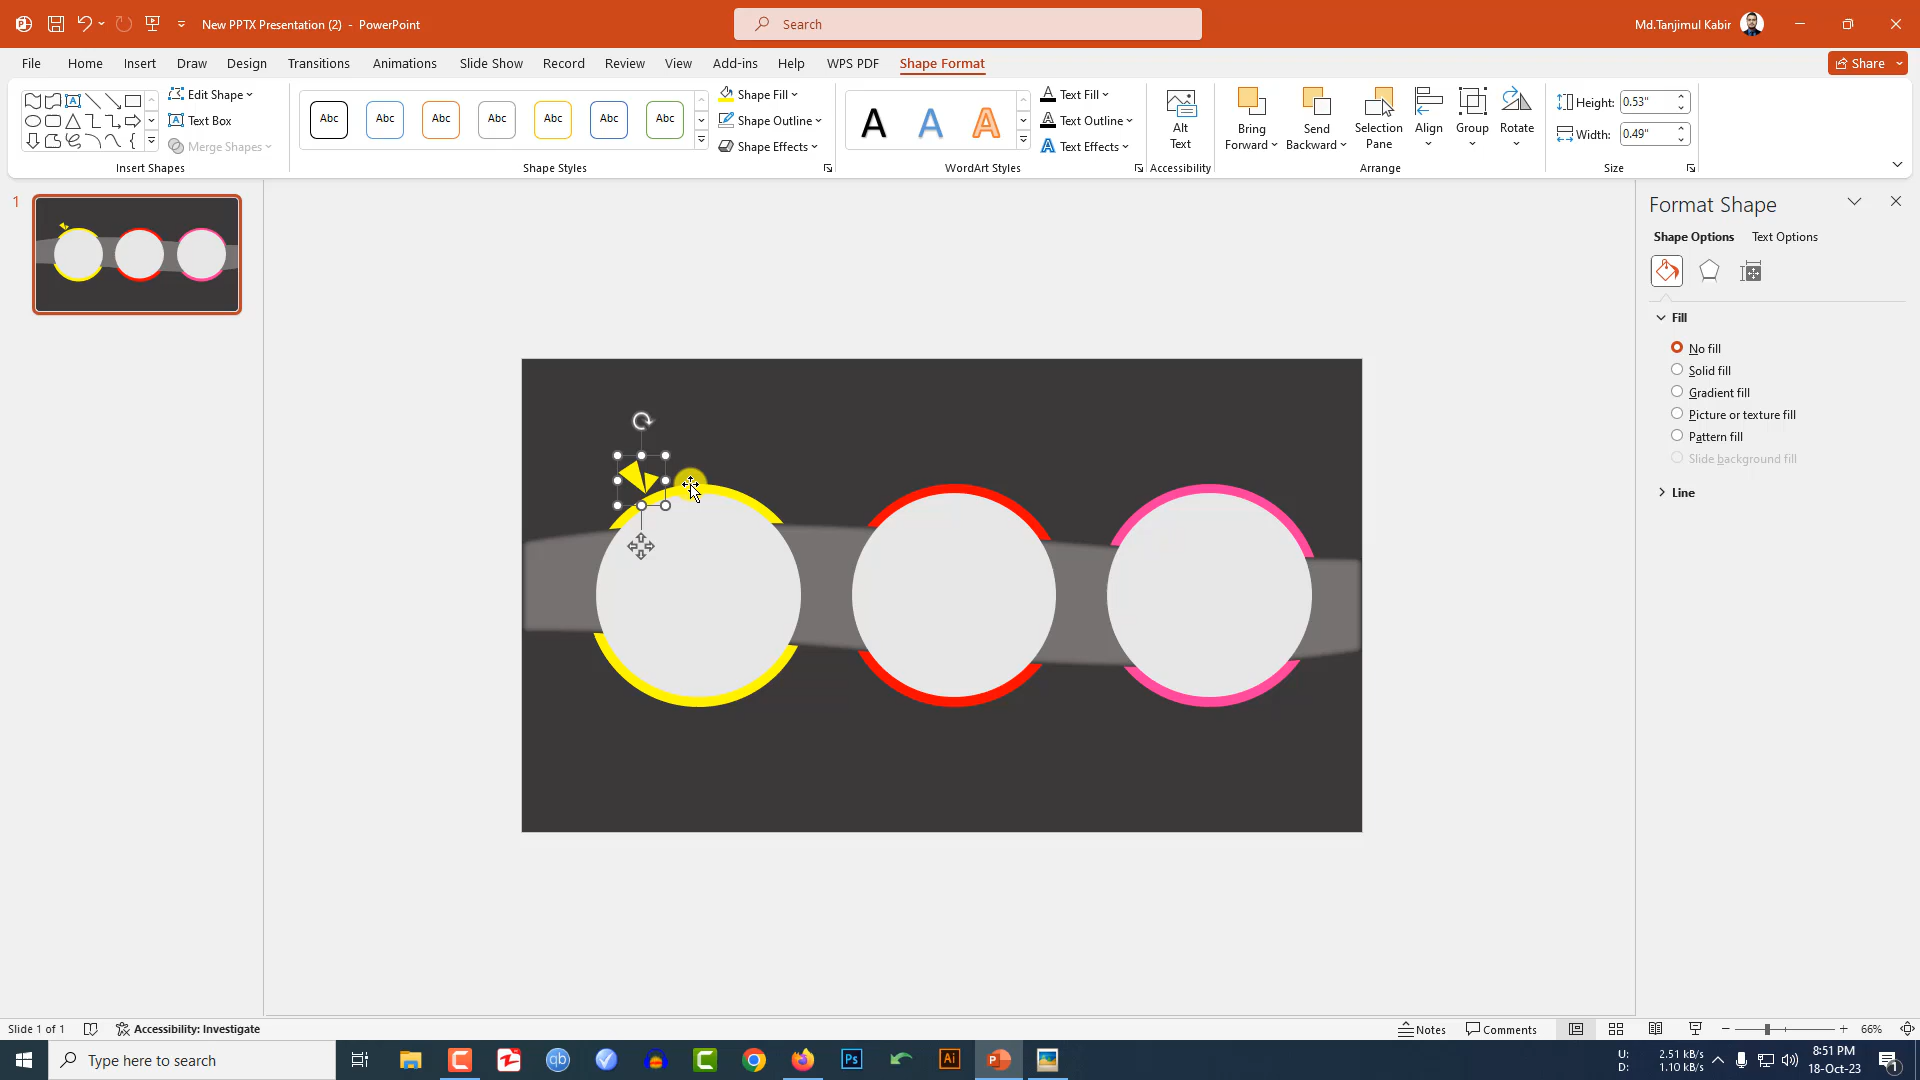 New PPTX Presentation (2) - PowerPoint
Search
Md.Tanjimul Kabir
File
Home
Insert
Draw
Design
Transitions
Animations
Slide Show
Record
Review
View
Add-ins
Help
WPS PDF
Shape Format
Share
Edit Shape
Text Box
Merge Shapes
Insert Shapes
Abc
Abc
Abc
Abc
Abc
Abc
Abc
Shape Fill
Shape Outline
Shape Effects
Shape Styles
A
A
A
Text Fill
Text Outline
Text Effects
WordArt Styles
Alt
Text
Accessibility
Bring
Forward
Send
Backward
Selection
Pane
Align
Group
Rotate
Arrange
Height: 0.53"
Width: 0.49"
Size
1
Format Shape
Shape Options
Text Options
Fill
No fill
Solid fill
Gradient fill
Picture or texture fill
Pattern fill
Slide background fill
Line
Slide 1 of 1
Accessibility: Investigate
Notes
Comments
66%
Type here to search
qb
Ps
Ai
U: 2.51 kB/s
D: 1.10 kB/s
8:51 PM
18-Oct-23
1